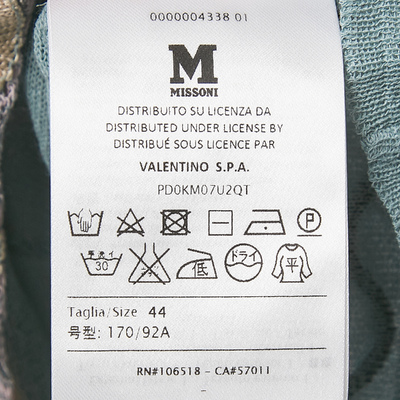 0000004338 01
M
MISSONI
DISTRIBUITO SU LICENZA DA
DISTRIBUTED UNDER LICENSE BY
DISTRIBUÉ SOUS LICENCE PAR
VALENTINO S.P.A.
PD0KM07U2QT
P
手洗イ 30 低 ドライ 平
Taglia/Size 44
号型: 170/92A
RN#106518 - CA#57011